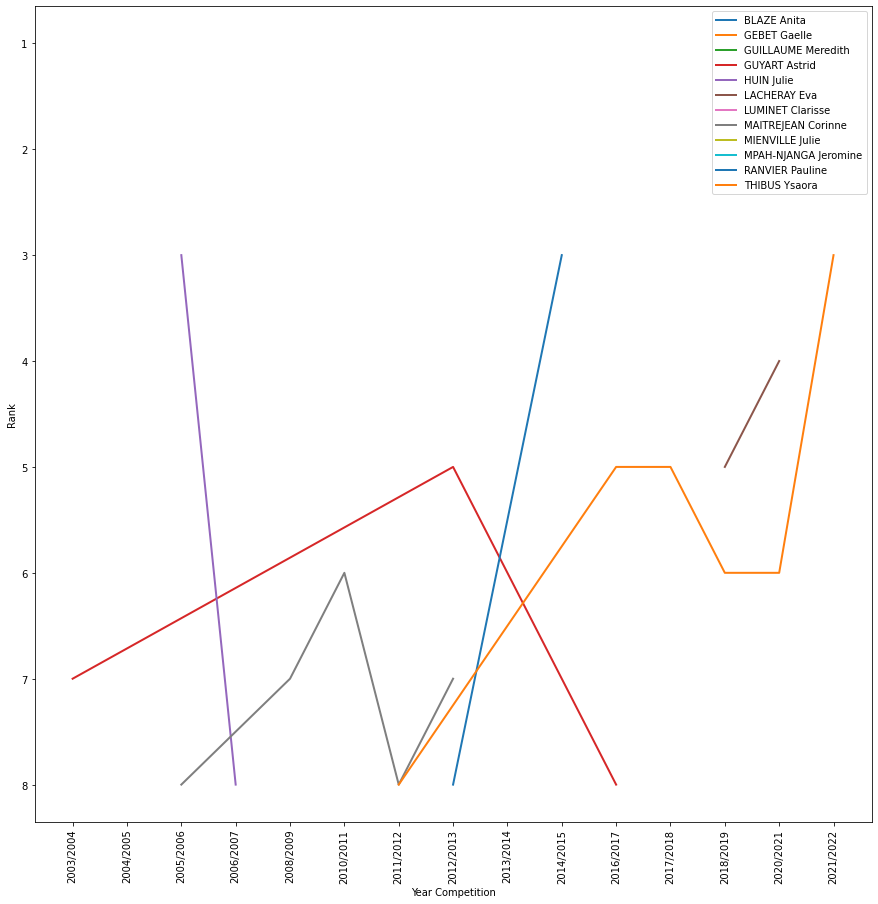 BLAZE Anita
GEBET Gaelle
GUILLAUME Meredith
GUYART Astrid
HUIN Julie
LACHERAY Eva
LUMINET Clarisse
MAITREJEAN Corinne
MIENVILLE Julie
MPAH-NJANGA Jeromine
RANVIER Pauline
THIBUS Ysaora
1
2
3
4
5
6
7
8
Rank
2003/2004
2004/2005
2005/2006
2006/2007
2008/2009
2010/2011
2011/2012
2012/2013
2013/2014
2014/2015
2016/2017
2017/2018
2018/2019
2020/2021
2021/2022
Year Competition